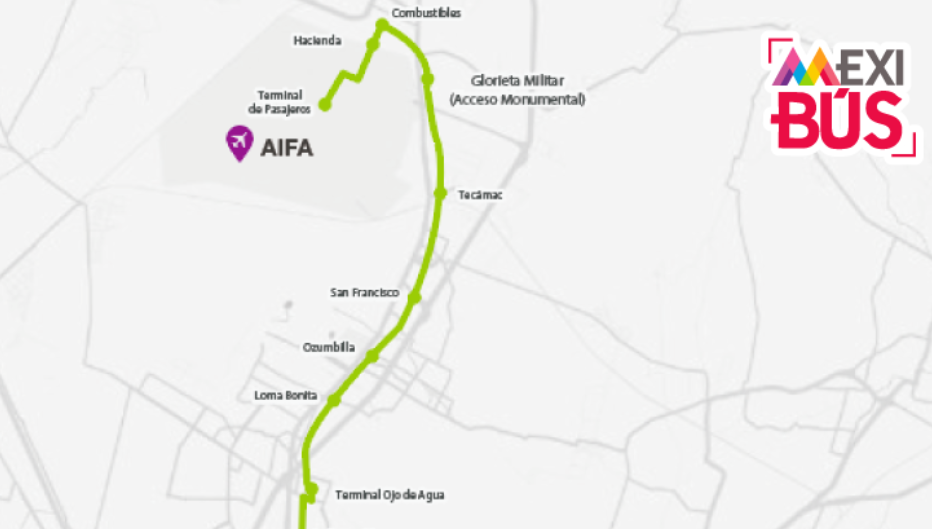 Combustibles
Hacienda
Glorieta Militar
(Acceso Monumental)
Terminal
de Pasajeros
AIFA
MEXI
BÚS
Tecámac
San Francisco
Ozumbilla
Loma Bonita
Terminal Ojo de Agua